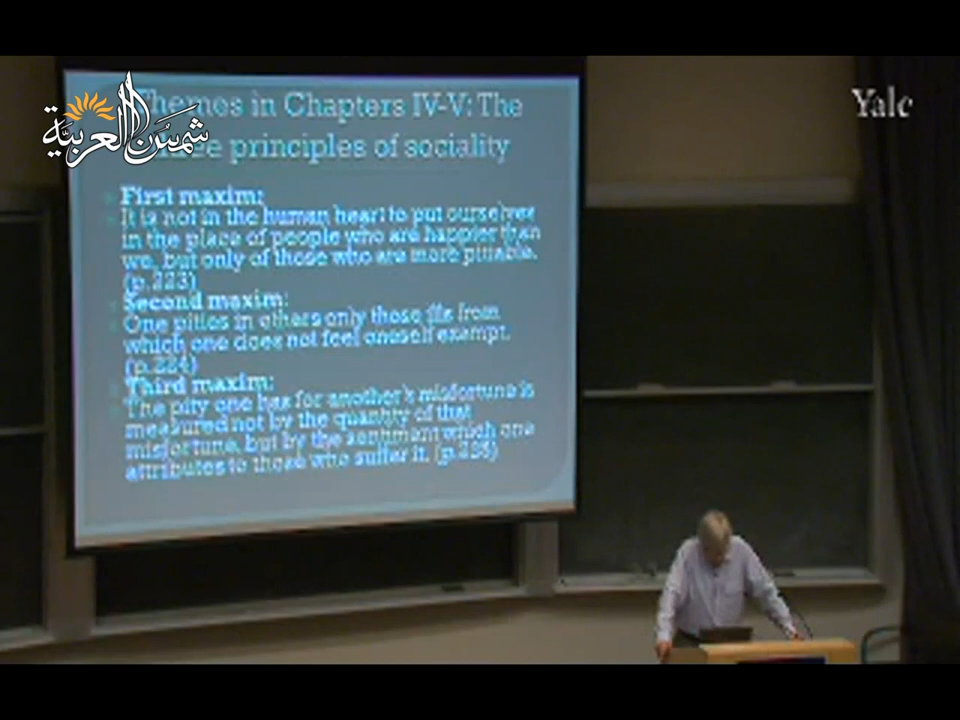 Themes in Chapters IV-V: The
principles of sociality
First maxim:
It is not in the human heart to put ourselves
in the place of people who are happier than
we, but only of those who are more pitiable.
(p.223)
Second maxim:
One pities in others only those ills from
which one does not feel oneself exempt.
(p.224)
Third maxim:
The pity one has for another's misfortune is
measured not by the quantity of that
misfortune, but by the sentiment which one
attributes to those who suffer it. (p.225)
شمس العربية
Yale